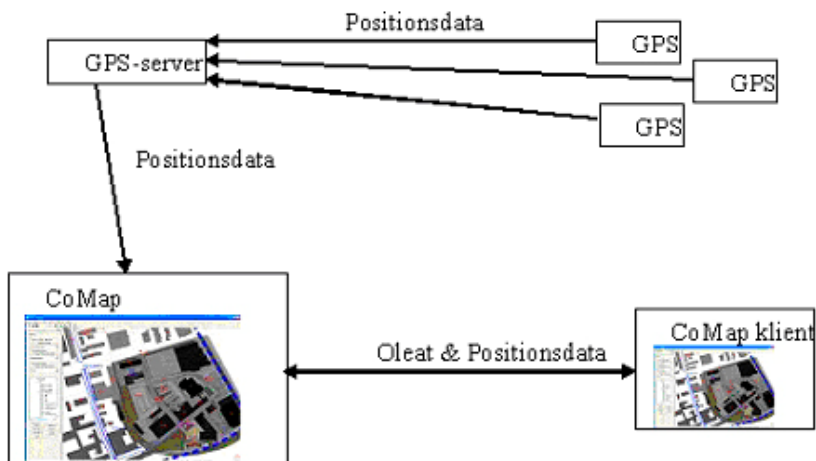 Positionsdata
GPS
GPS-server
GPS
GPS
Positionsdata
CoMap
CoMap klient
Oleat & Positionsdata